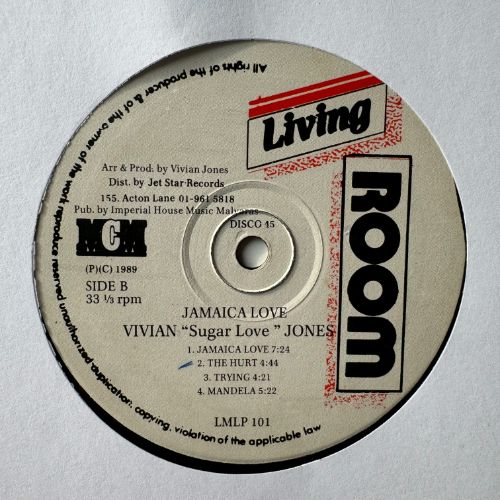 All rights of the producer & of the owner of the work reproduce reserved unauthorized duplication, copying, violation of the applicable law
Living
ROOM
Arr & Prod: by Vivian Jones
Dist. by Jet Star-Records
155. Acton Lane 01-961 5818
Pub. by Imperial House Music Malvaras
MCM
DISCO 45
(P)(C) 1989
SIDE B
33 ⅓ rpm
JAMAICA LOVE
VIVIAN “Sugar Love ” JONES
1. JAMAICA LOVE 7:24
2. THE HURT 4:44
3. TRYING 4:21
4. MANDELA 5:22
LMLP 101